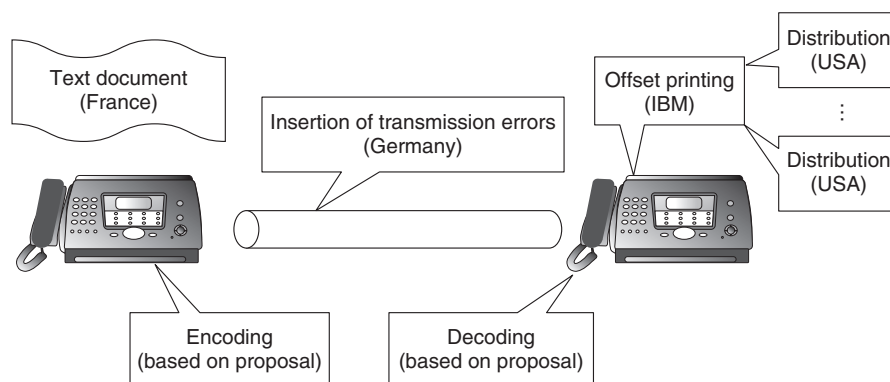 Text document
(France)
Insertion of transmission errors
(Germany)
Offset printing
(IBM)
Distribution
(USA)
⋮
Distribution
(USA)
Encoding
(based on proposal)
Decoding
(based on proposal)